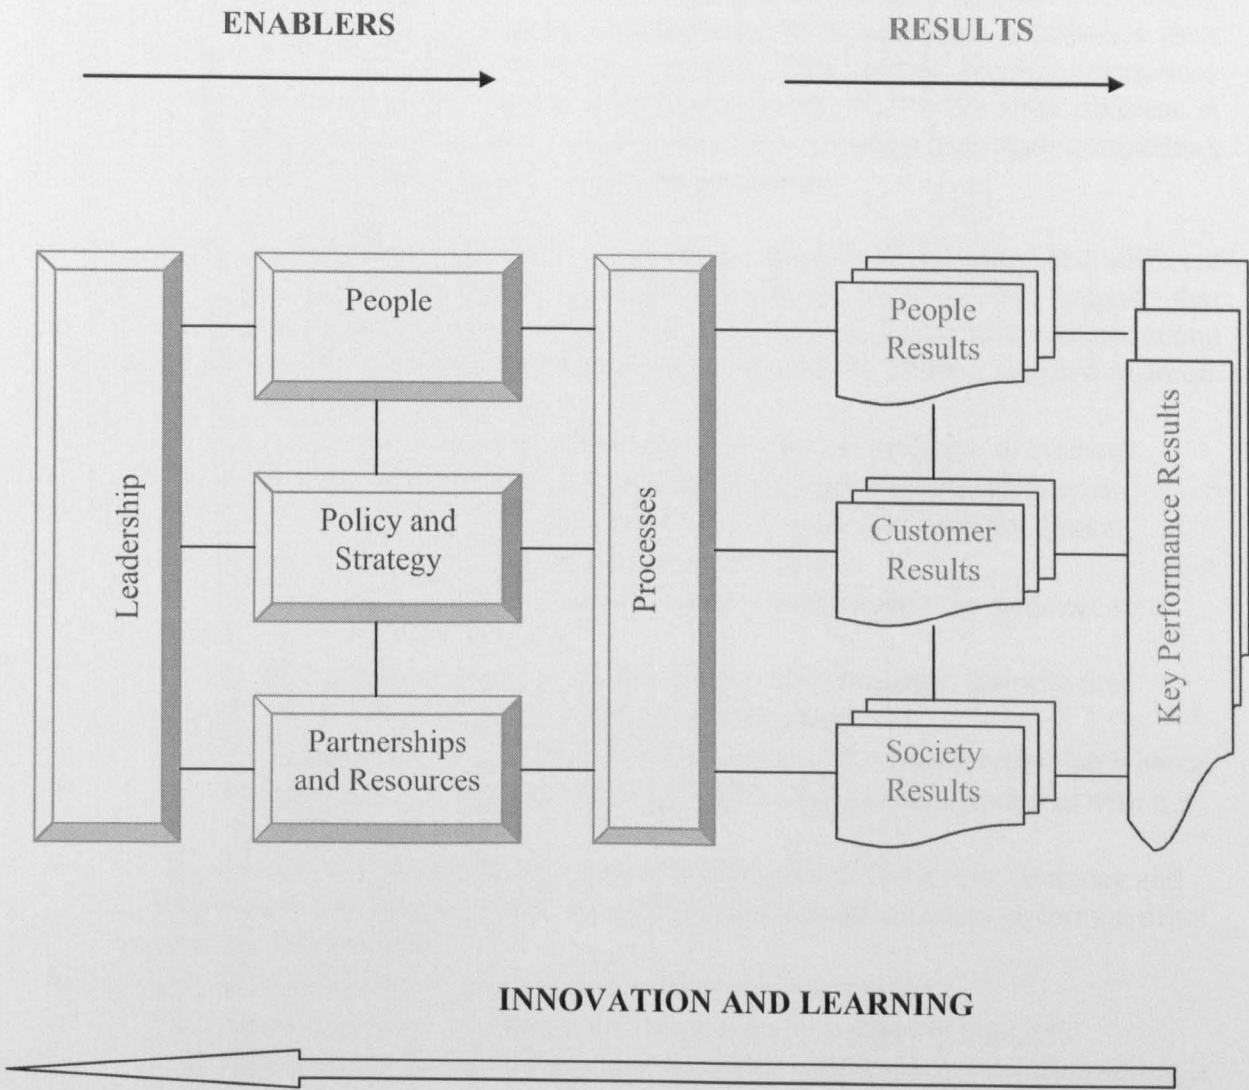 ENABLERS
RESULTS
People
Policy and
Strategy
Partnerships
and Resources
Leadership
Processes
People
Results
Customer
Results
Society
Results
Key Performance Results
INNOVATION AND LEARNING